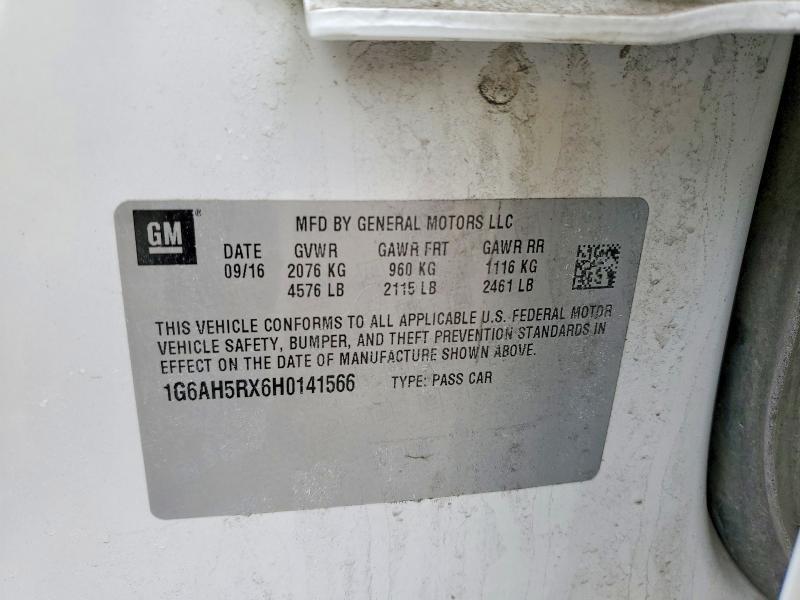 GM®
MFD BY GENERAL MOTORS LLC
DATE GVWR GAWR FRT GAWR RR
09/16 2076 KG 960 KG 1116 KG
4576 LB 2115 LB 2461 LB
THIS VEHICLE CONFORMS TO ALL APPLICABLE U.S. FEDERAL MOTOR
VEHICLE SAFETY, BUMPER, AND THEFT PREVENTION STANDARDS IN
EFFECT ON THE DATE OF MANUFACTURE SHOWN ABOVE.
1G6AH5RX6H0141566 TYPE: PASS CAR